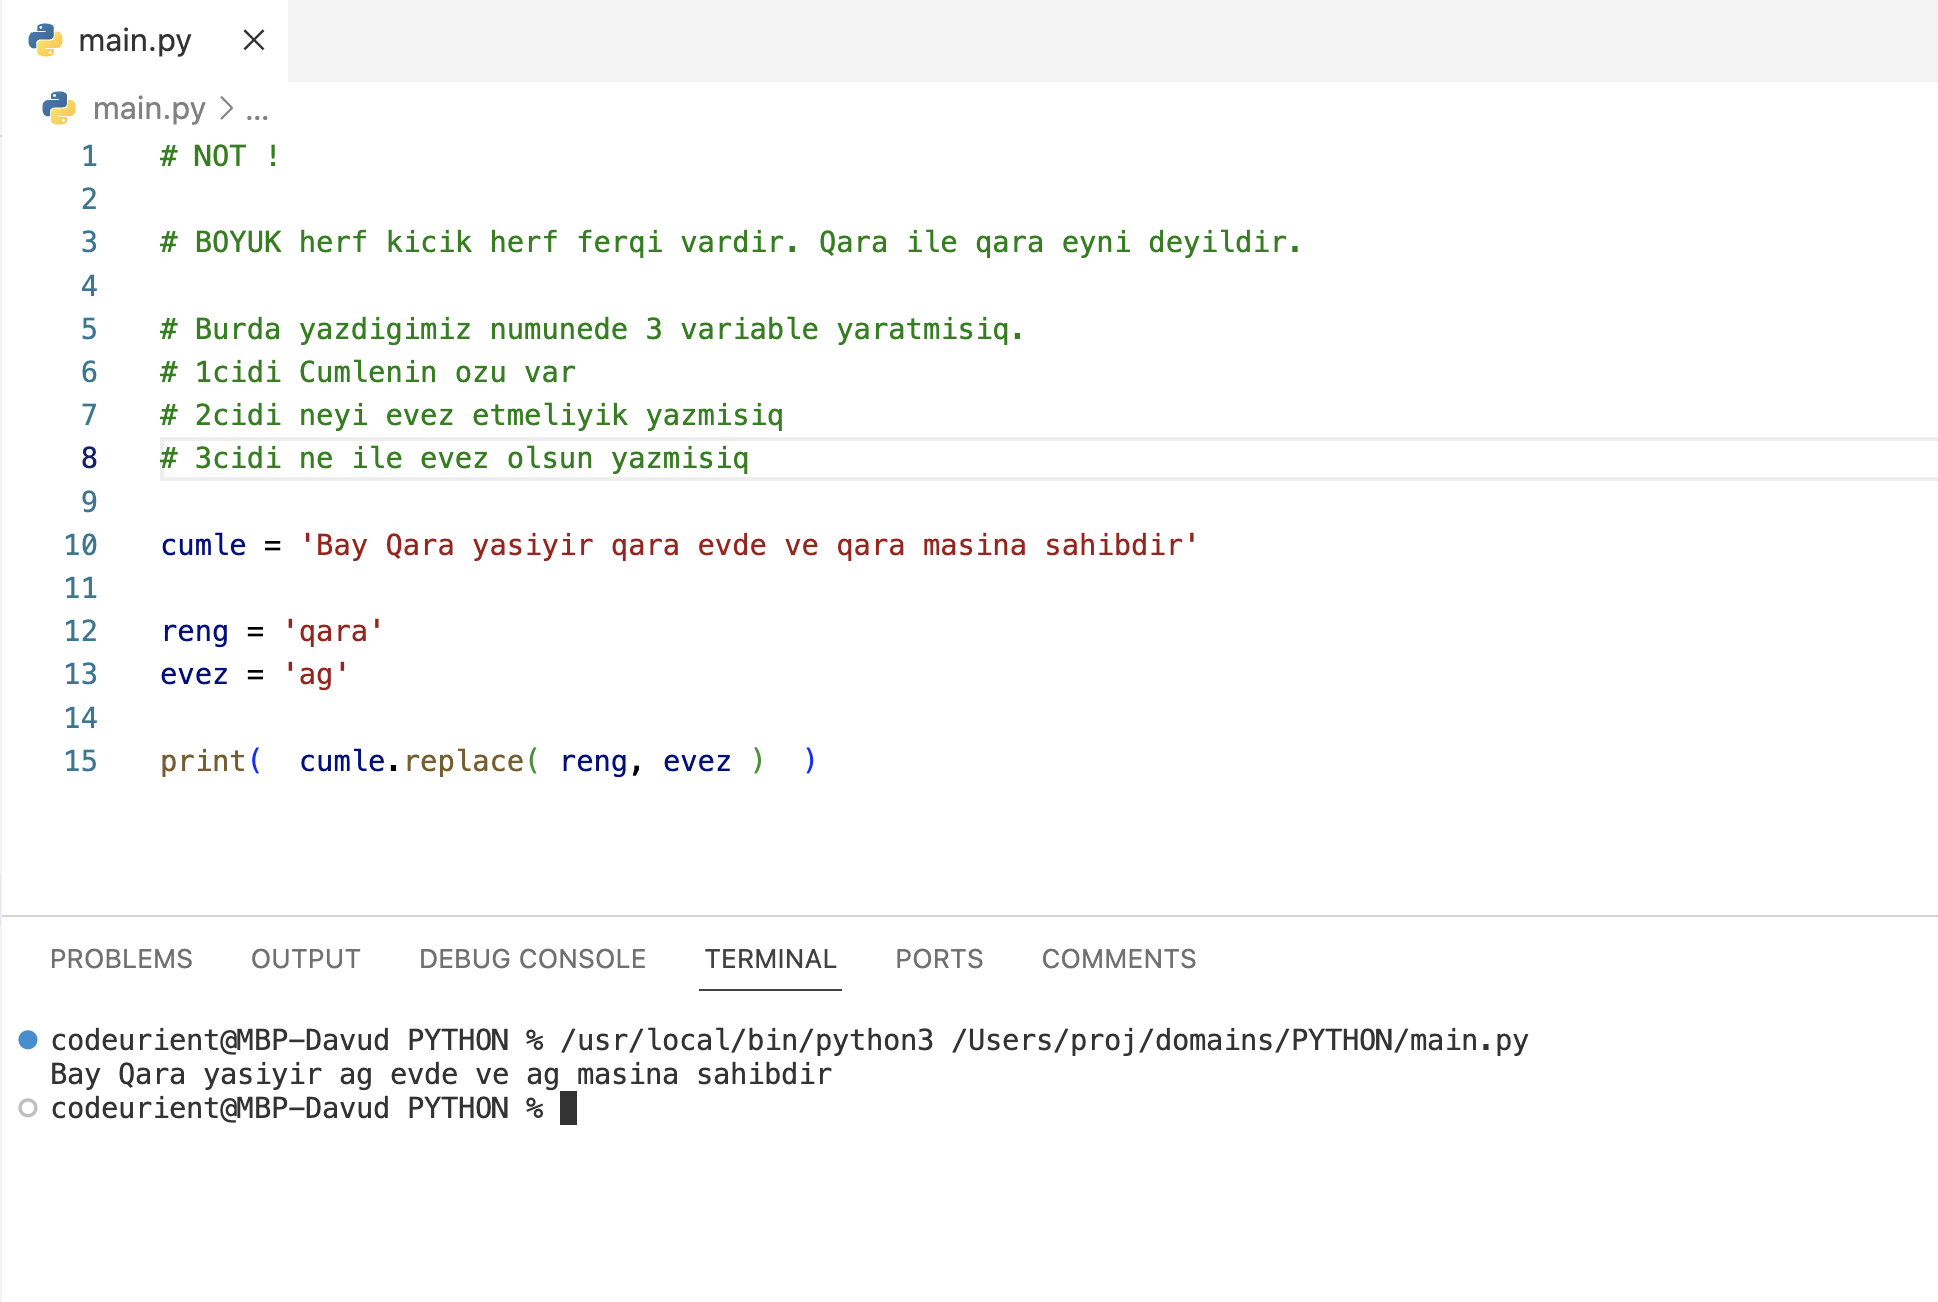 main.py
main.py > ...
1 # NOT !
2
3 # BOYUK herf kicik herf ferqi vardir. Qara ile qara eyni deyildir.
4
5 # Burda yazdigimiz numunede 3 variable yaratmisiq.
6 # 1cidi Cumlenin ozu var
7 # 2cidi neyi evez etmeliyik yazmisiq
8 # 3cidi ne ile evez olsun yazmisiq
9
10 cumle = 'Bay Qara yasiyir qara evde ve qara masina sahibdir'
11
12 reng = 'qara'
13 evez = 'ag'
14
15 print(  cumle.replace( reng, evez )  )
PROBLEMS OUTPUT DEBUG CONSOLE TERMINAL PORTS COMMENTS
codeurient@MBP-Davud PYTHON % /usr/local/bin/python3 /Users/proj/domains/PYTHON/main.py
Bay Qara yasiyir ag evde ve ag masina sahibdir
codeurient@MBP-Davud PYTHON %